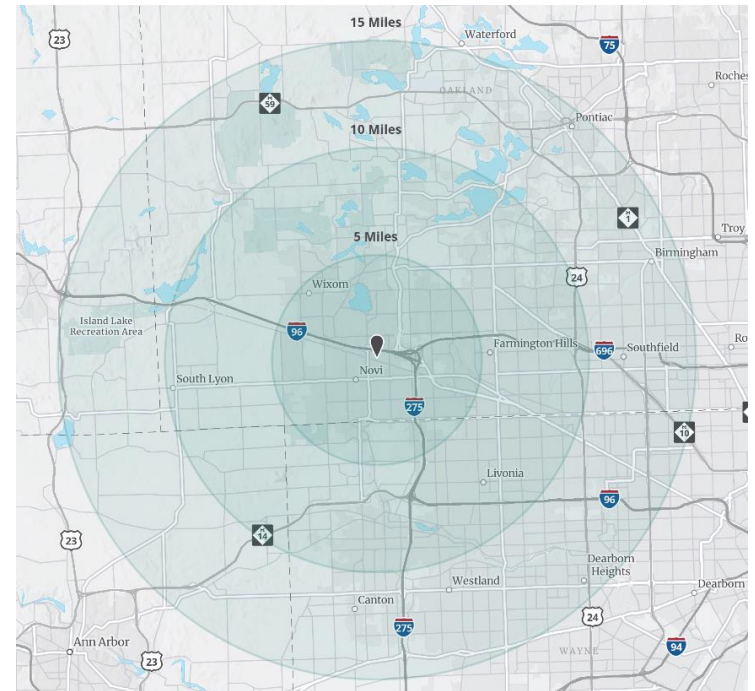 15 Miles
Waterford
23
75
Roches
M
59
OAKLAND
Pontiac
10 Miles
M
1
Troy
5 Miles
Birmingham
24
Wixom
Island Lake
Recreation Area
96
Farmington Hills
696
Southfield
Ro
South Lyon
Novi
275
M
10
Livonia
96
M
14
23
Dearborn
Heights
Westland
Dearborn
Canton
24
275
Ann Arbor
23
WAYNE
94